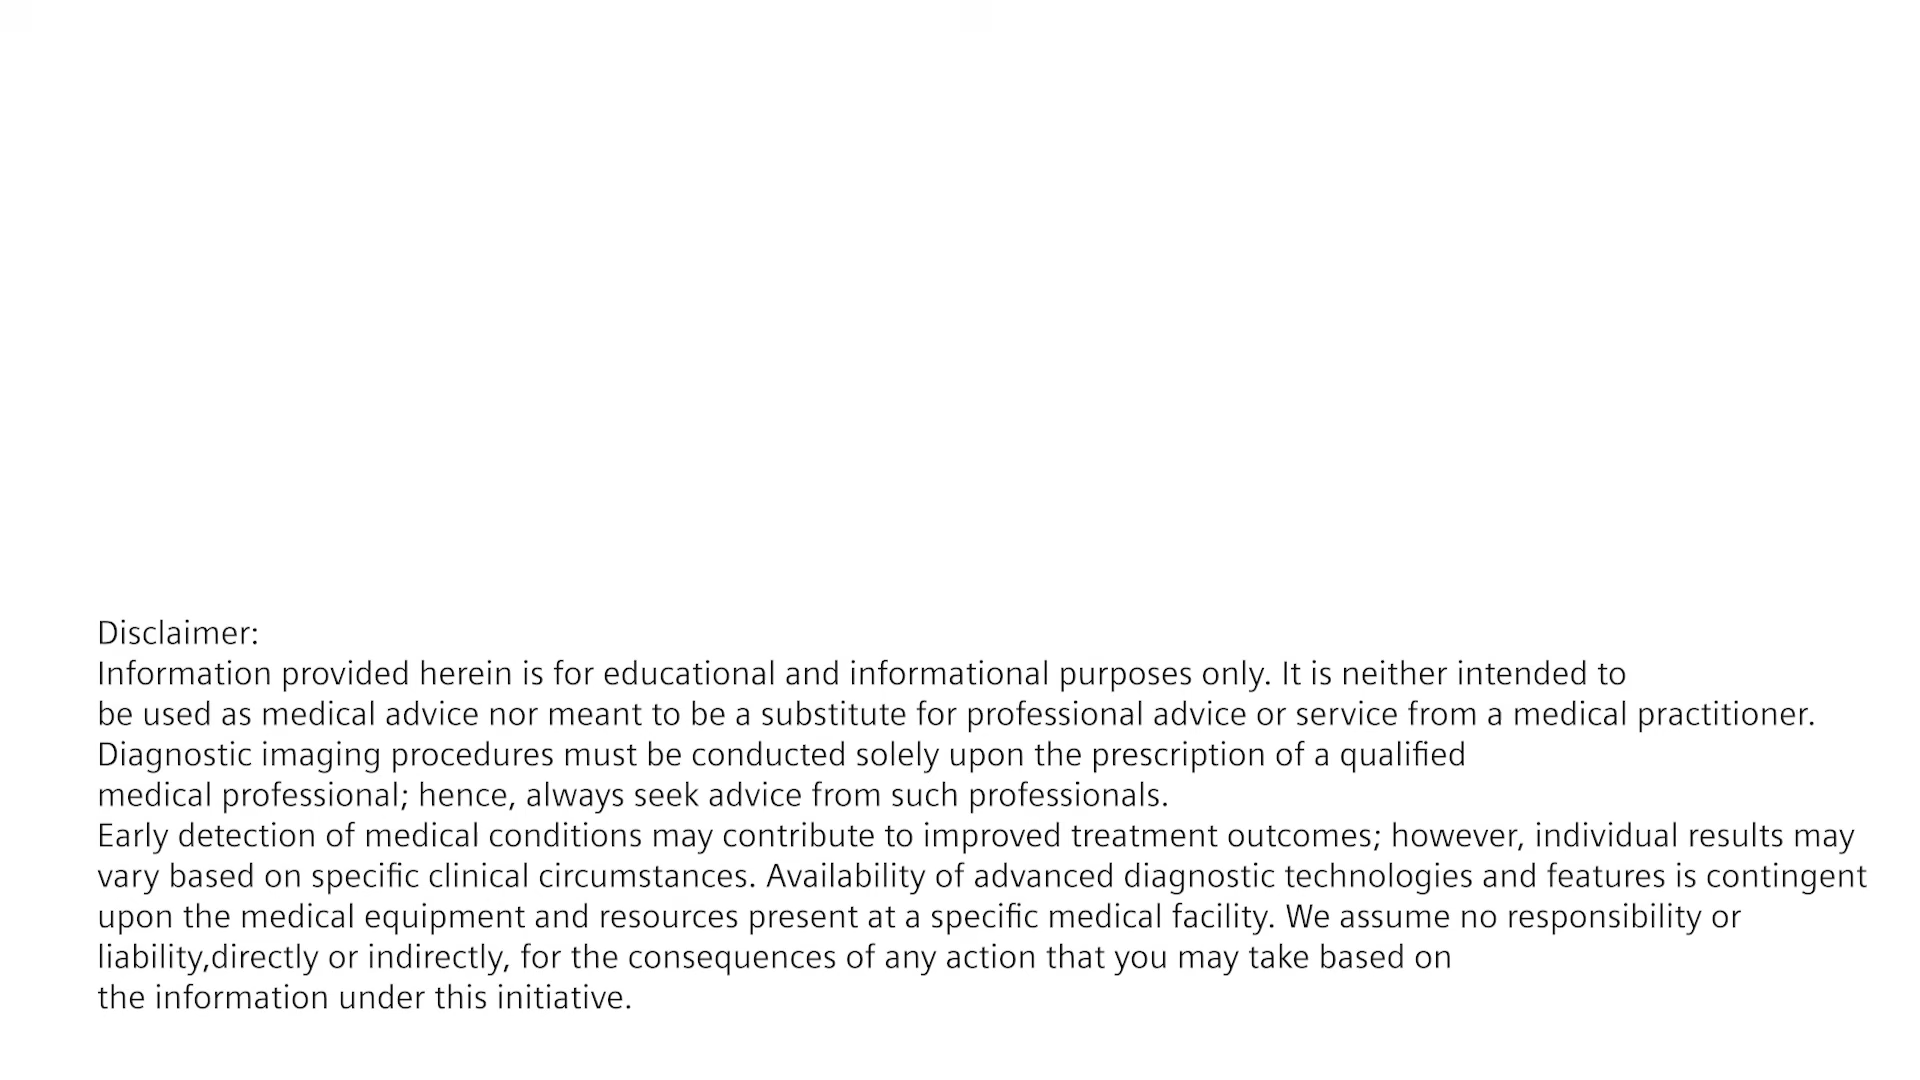 Disclaimer:
Information provided herein is for educational and informational purposes only. It is neither intended to
be used as medical advice nor meant to be a substitute for professional advice or service from a medical practitioner.
Diagnostic imaging procedures must be conducted solely upon the prescription of a qualified
medical professional; hence, always seek advice from such professionals.
Early detection of medical conditions may contribute to improved treatment outcomes; however, individual results may
vary based on specific clinical circumstances. Availability of advanced diagnostic technologies and features is contingent
upon the medical equipment and resources present at a specific medical facility. We assume no responsibility or
liability,directly or indirectly, for the consequences of any action that you may take based on
the information under this initiative.